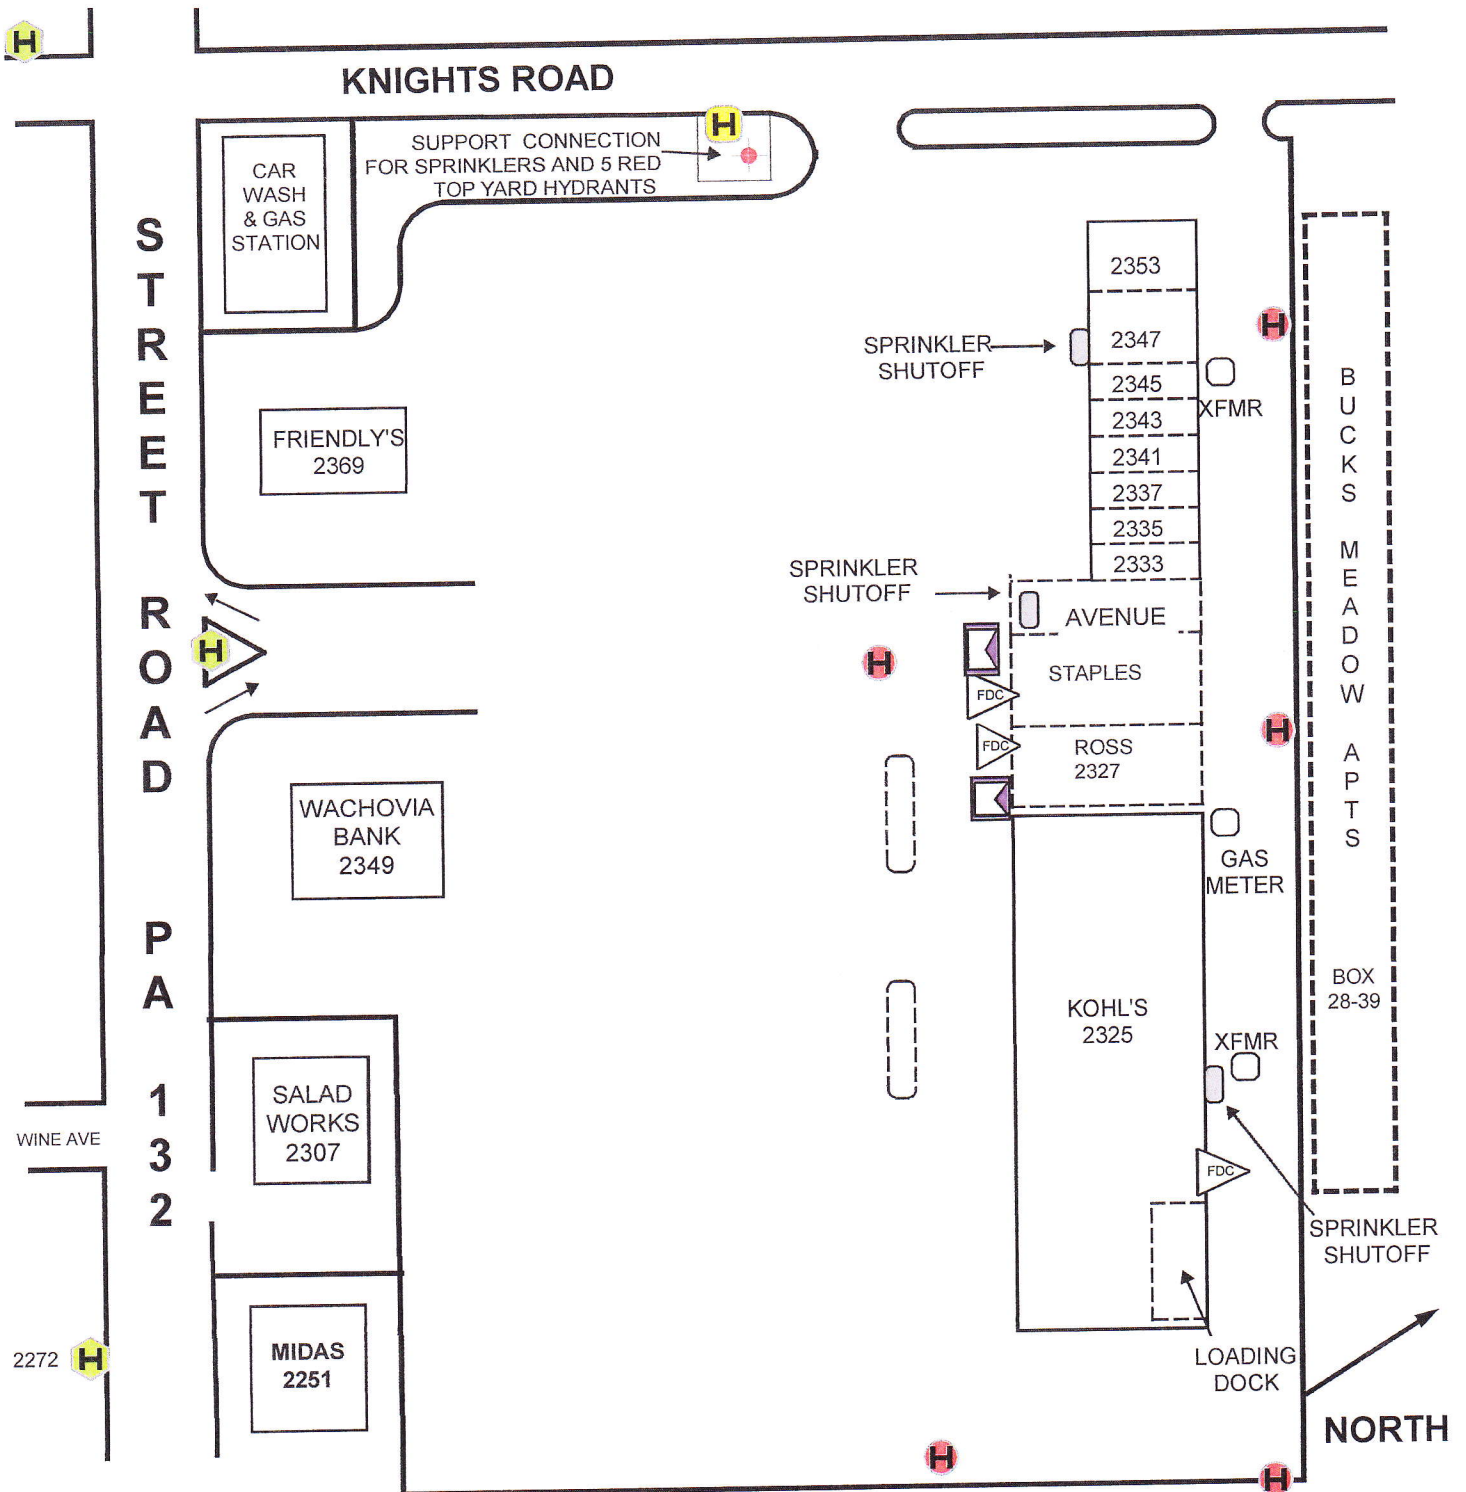 H
KNIGHTS ROAD
H
SUPPORT CONNECTION
FOR SPRINKLERS AND 5 RED
TOP YARD HYDRANTS
CAR
WASH
& GAS
STATION
STREET ROAD PA 132
2353
H
SPRINKLER
SHUTOFF
2347
2345
XFMR
2343
2341
2337
2335
2333
BUCKS MEADOW APTS
BOX
28-39
FRIENDLY'S
2369
SPRINKLER
SHUTOFF
AVENUE
H
H
STAPLES
FDC
FDC
ROSS
2327
H
WACHOVIA
BANK
2349
GAS
METER
KOHL'S
2325
XFMR
SALAD
WORKS
2307
WINE AVE
FDC
SPRINKLER
SHUTOFF
2272
H
MIDAS
2251
LOADING
DOCK
NORTH
H
H